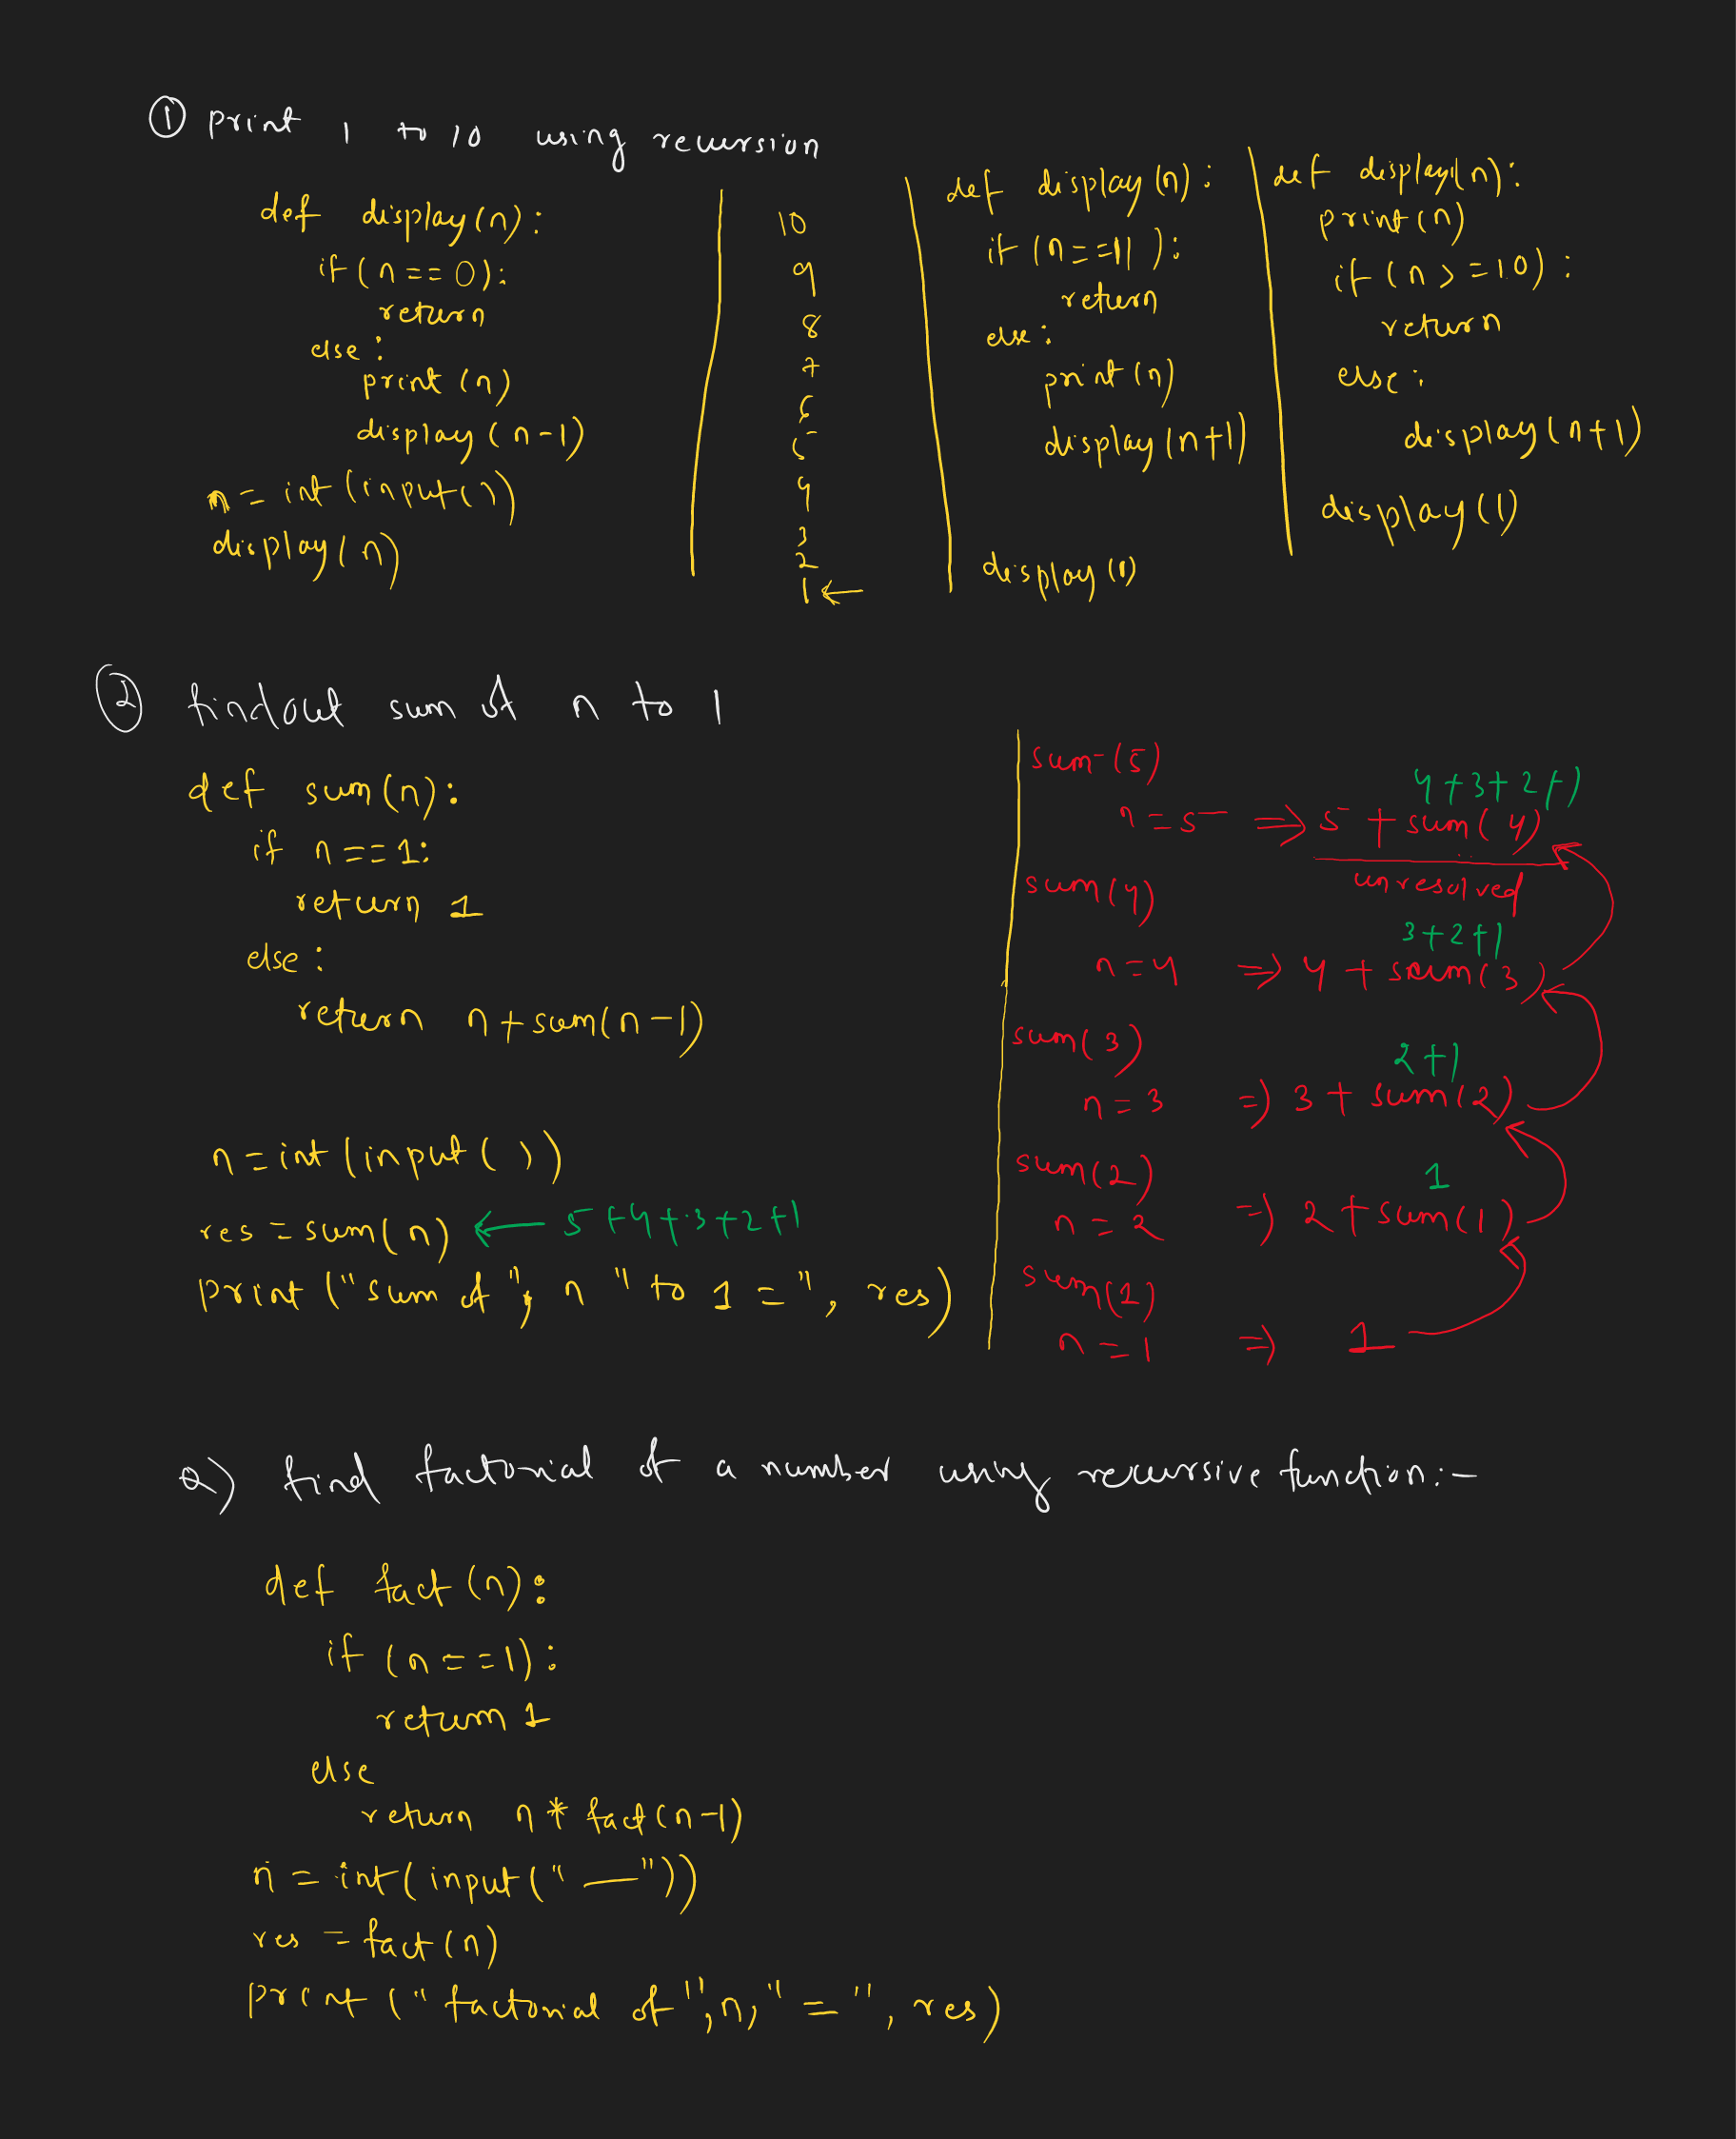 ① print 1 to 10 using recursion
def display(n):
if (n==0):
return
else:
print(n)
display(n-1)
n = int(input())
display(n)
10
9
8
7
6
5
4
3
2
1 ←
def display(n):
if (n==11):
return
else:
print(n)
display(n+1)
display(1)
def display(n):
print(n)
if (n>=10):
return
else:
display(n+1)
display(1)
② findout sum of n to 1
def sum(n):
if n==1:
return 1
else:
return n+sum(n-1)
n=int(input())
res = sum(n) ← 5+4+3+2+1
print("sum of", n "to 1 =", res)
sum(5)
4+3+2+1
n=5 ⇒ 5+sum(4)
unresolved
sum(4)
3+2+1
n=4 ⇒ 4+sum(3)
sum(3)
2+1
n=3 ⇒ 3+sum(2)
sum(2)
1
n=2 ⇒ 2+sum(1)
sum(1)
n=1 ⇒ 1
Q) find factorial of a number using recursive function:-
def fact(n):
if (n==1):
return 1
else
return n*fact(n-1)
n = int(input("—"))
res = fact(n)
print("factorial of",n,"=", res)